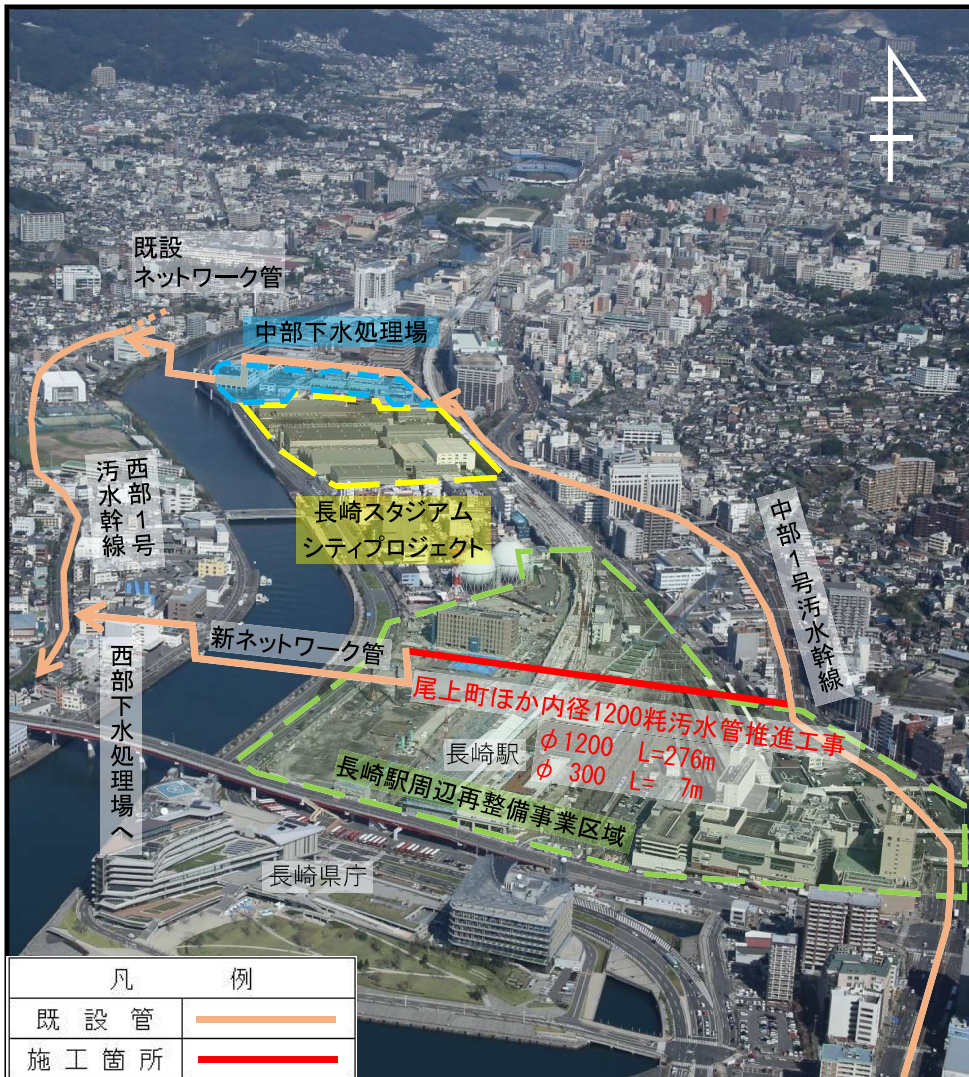 既設
ネットワーク管
中部下水処理場
長崎スタジアム
シティプロジェクト
西部1号
汚水幹線
中部1号汚水幹線
新ネットワーク管
西部下水処理場へ
尾上町ほか内径1200粍汚水管推進工事
φ1200 L=276m
φ 300 L= 7m
長崎駅
長崎駅周辺再整備事業区域
長崎県庁
凡 例
既設管
施工箇所